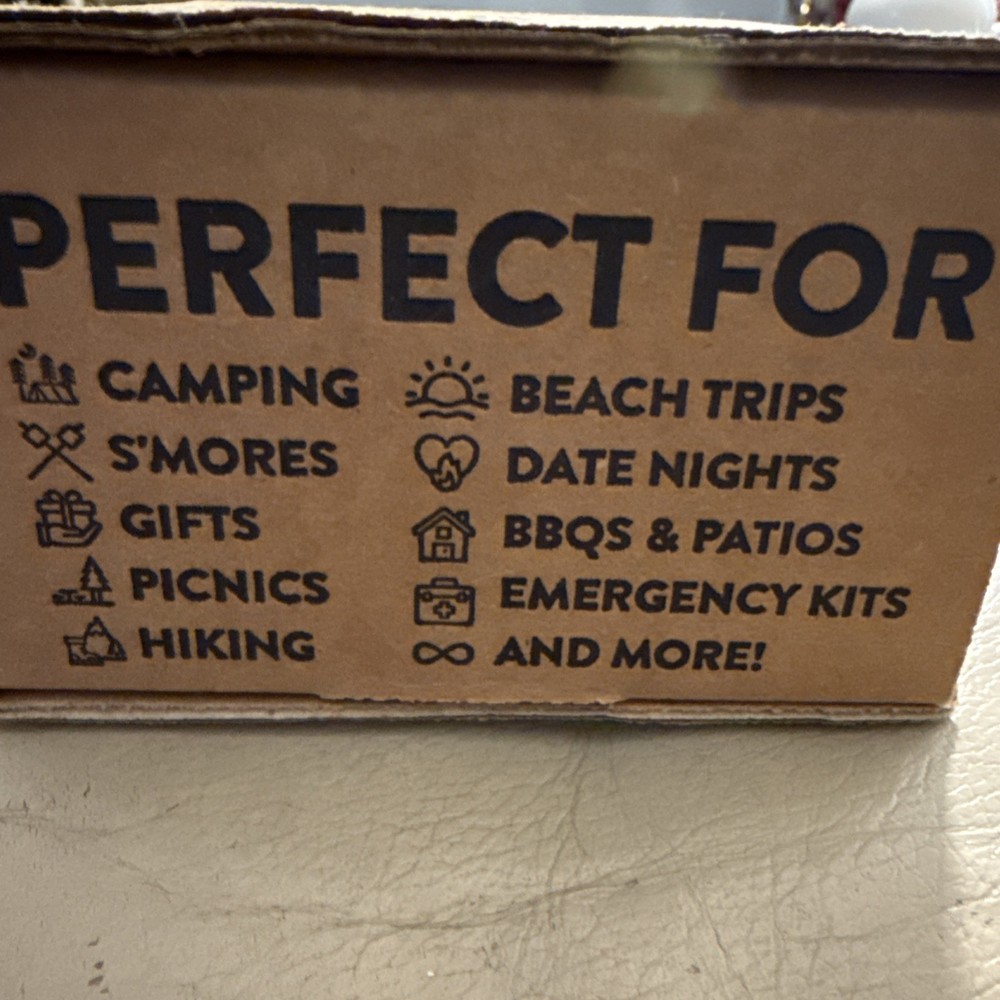 PERFECT FOR
CAMPING
S'MORES
GIFTS
PICNICS
HIKING
BEACH TRIPS
DATE NIGHTS
BBQS & PATIOS
EMERGENCY KITS
AND MORE!